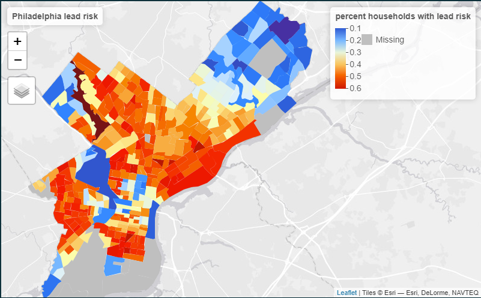 Philadelphia lead risk
+
−
percent households with lead risk
0.1
0.2
0.3
0.4
0.5
0.6
Missing
Leaflet | Tiles © Esri — Esri, DeLorme, NAVTEQ